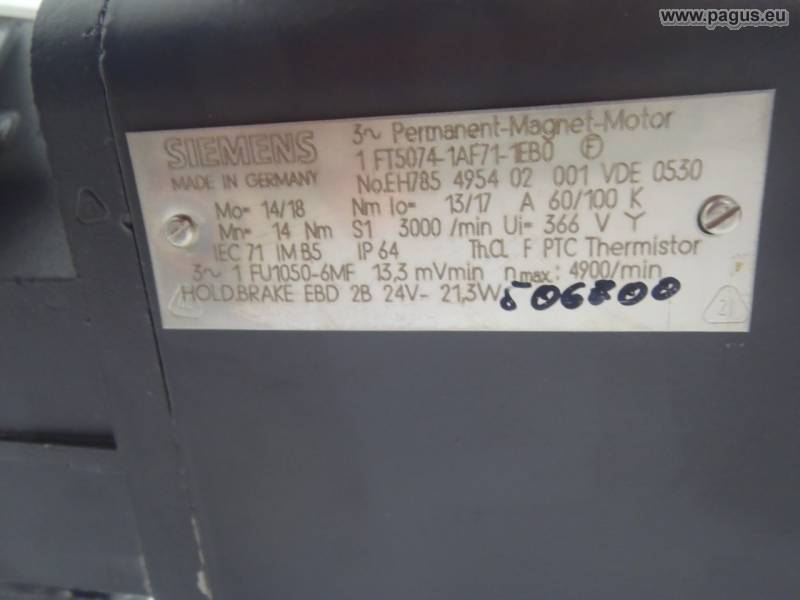 www.pagus.eu
SIEMENS 3~ Permanent-Magnet-Motor
1 FT5074-1AF71-1EB0 F
MADE IN GERMANY No.EH785 4954 02 001 VDE 0530
Mo= 14/18 Nm Io= 13/17 A 60/100 K
Mn= 14 Nm S1 3000 /min Ui= 366 V Y
IEC 71 IM B5 IP 64 Th.Cl. F PTC Thermistor
3~ 1 FU1050-6MF 13,3 mVmin nmax: 4900/min
HOLD.BRAKE EBD 2B 24V- 21,3W 506800
2